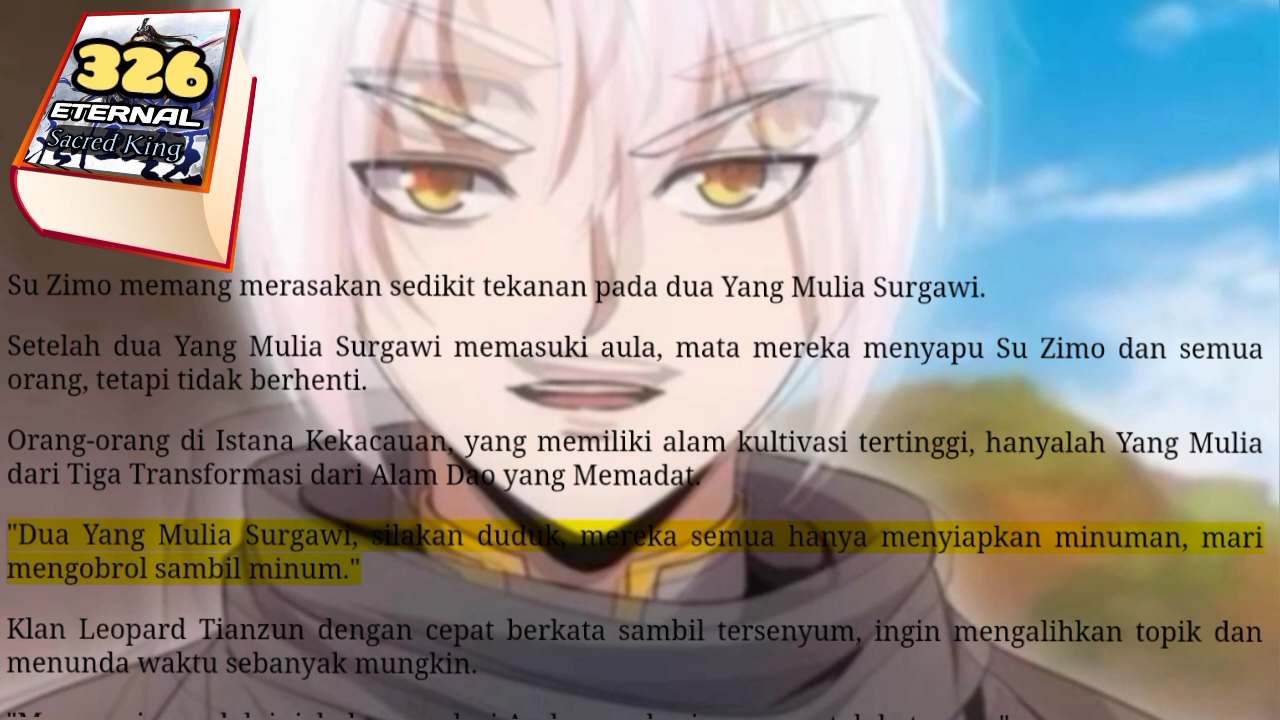 326
ETERNAL
Sacred King
Su Zimo memang merasakan sedikit tekanan pada dua Yang Mulia Surgawi.
Setelah dua Yang Mulia Surgawi memasuki aula, mata mereka menyapu Su Zimo dan semua
orang, tetapi tidak berhenti.
Orang-orang di Istana Kekacauan, yang memiliki alam kultivasi tertinggi, hanyalah Yang Mulia
dari Tiga Transformasi dari Alam Dao yang Memadat.
"Dua Yang Mulia Surgawi, silakan duduk, mereka semua hanya menyiapkan minuman, mari
mengobrol sambil minum."
Klan Leopard Tianzun dengan cepat berkata sambil tersenyum, ingin mengalihkan topik dan
menunda waktu sebanyak mungkin.